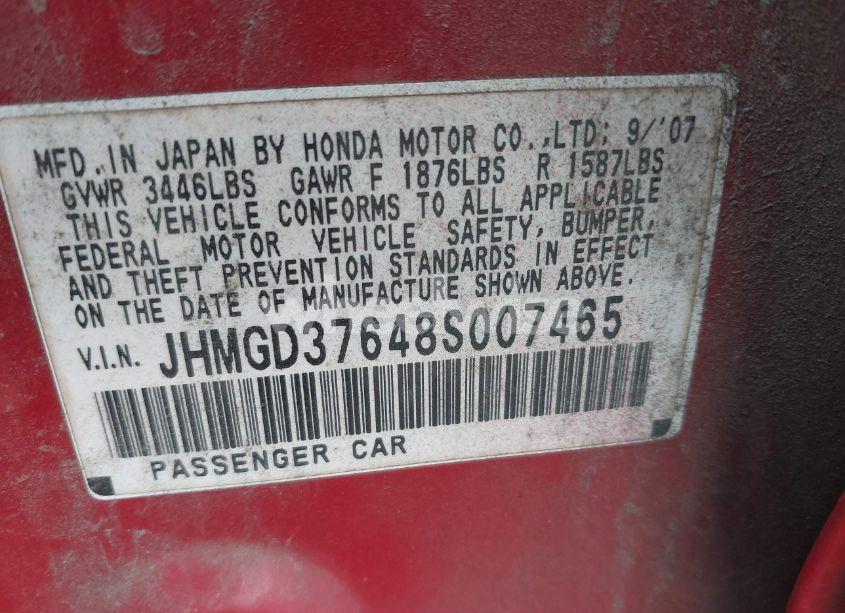 MFD. IN JAPAN BY HONDA MOTOR CO.,LTD; 9/'07
GVWR 3446LBS GAWR F 1876LBS R 1587LBS
THIS VEHICLE CONFORMS TO ALL APPLICABLE
FEDERAL MOTOR VEHICLE SAFETY, BUMPER,
AND THEFT PREVENTION STANDARDS IN EFFECT
ON THE DATE OF MANUFACTURE SHOWN ABOVE.
V.I.N. JHMGD37648S007465
PASSENGER CAR